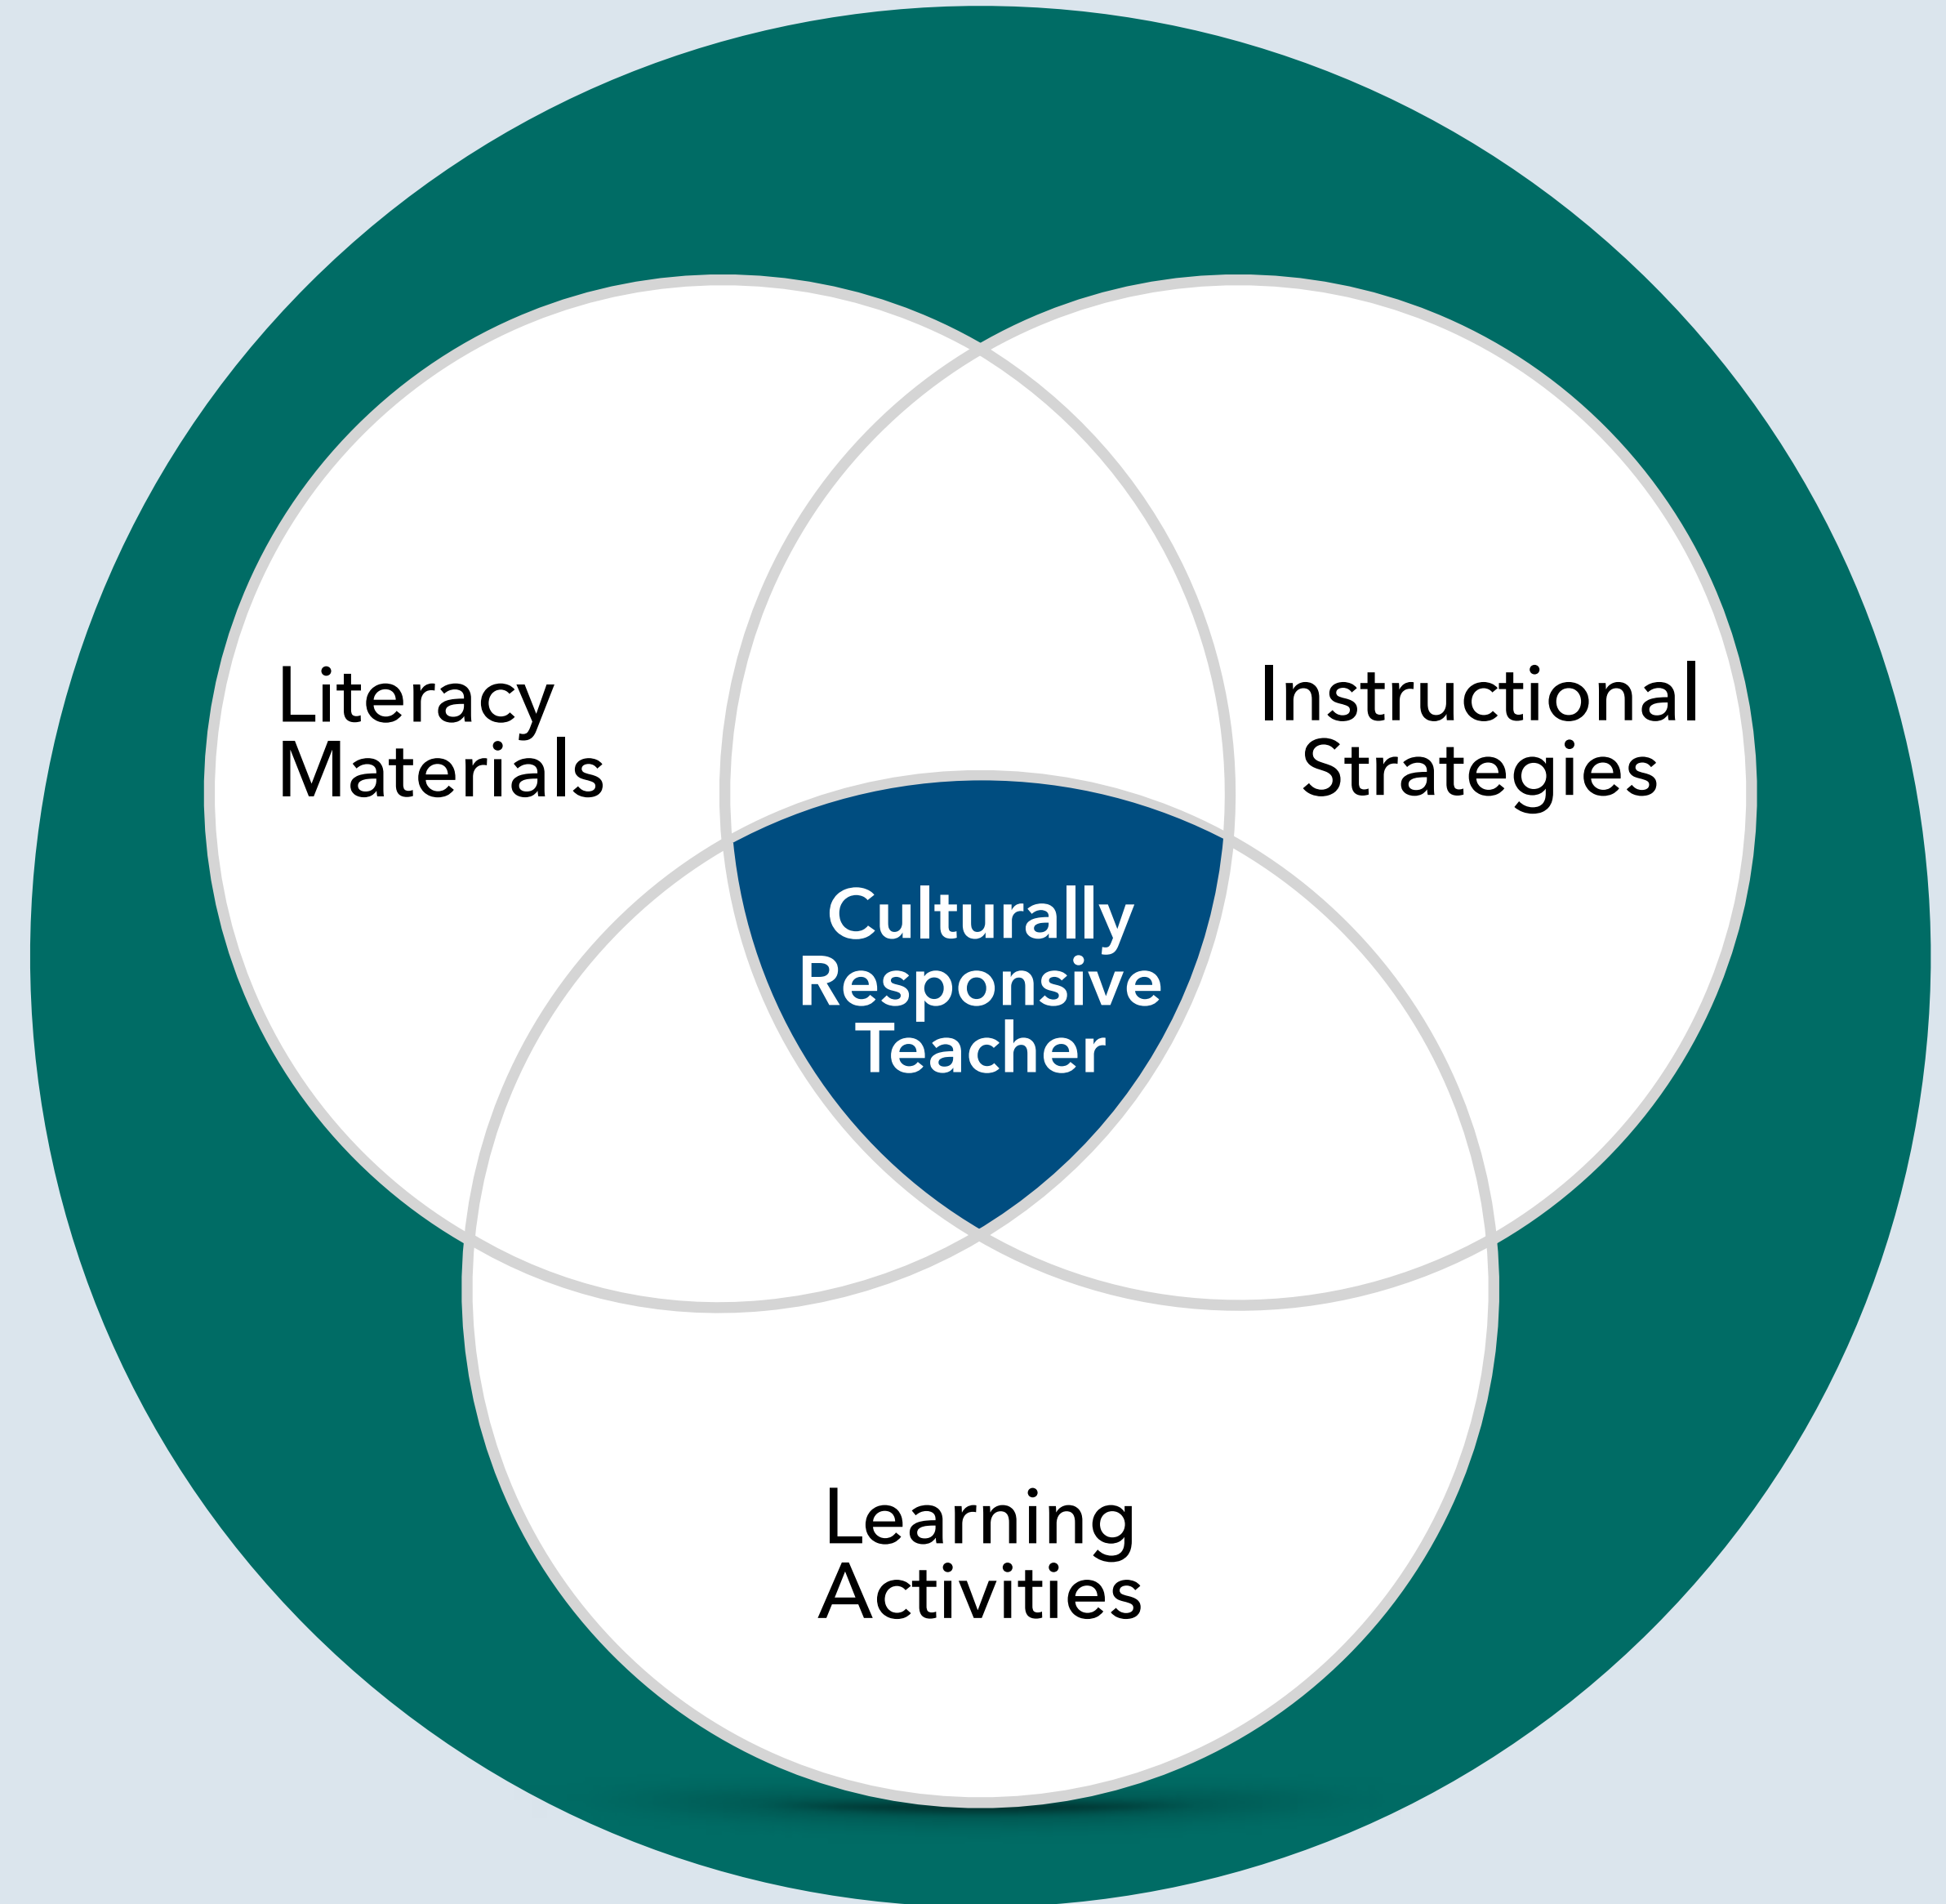 Literacy
Materials
Instructional
Strategies
Culturally
Responsive
Teacher
Learning
Activities